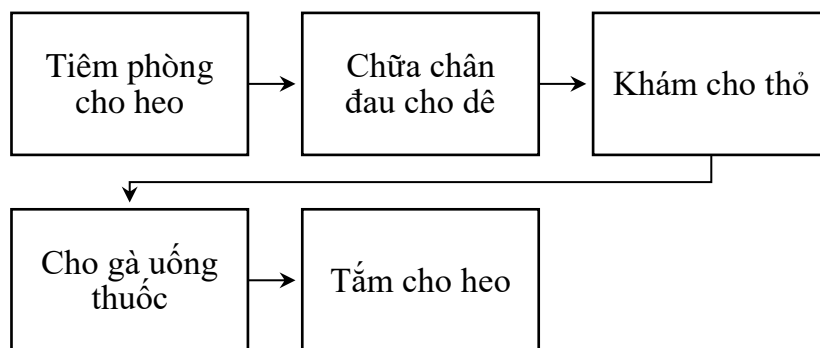 Tiêm phòng
cho heo
Chữa chân
đau cho dê
Khám cho thỏ
Cho gà uống
thuốc
Tắm cho heo